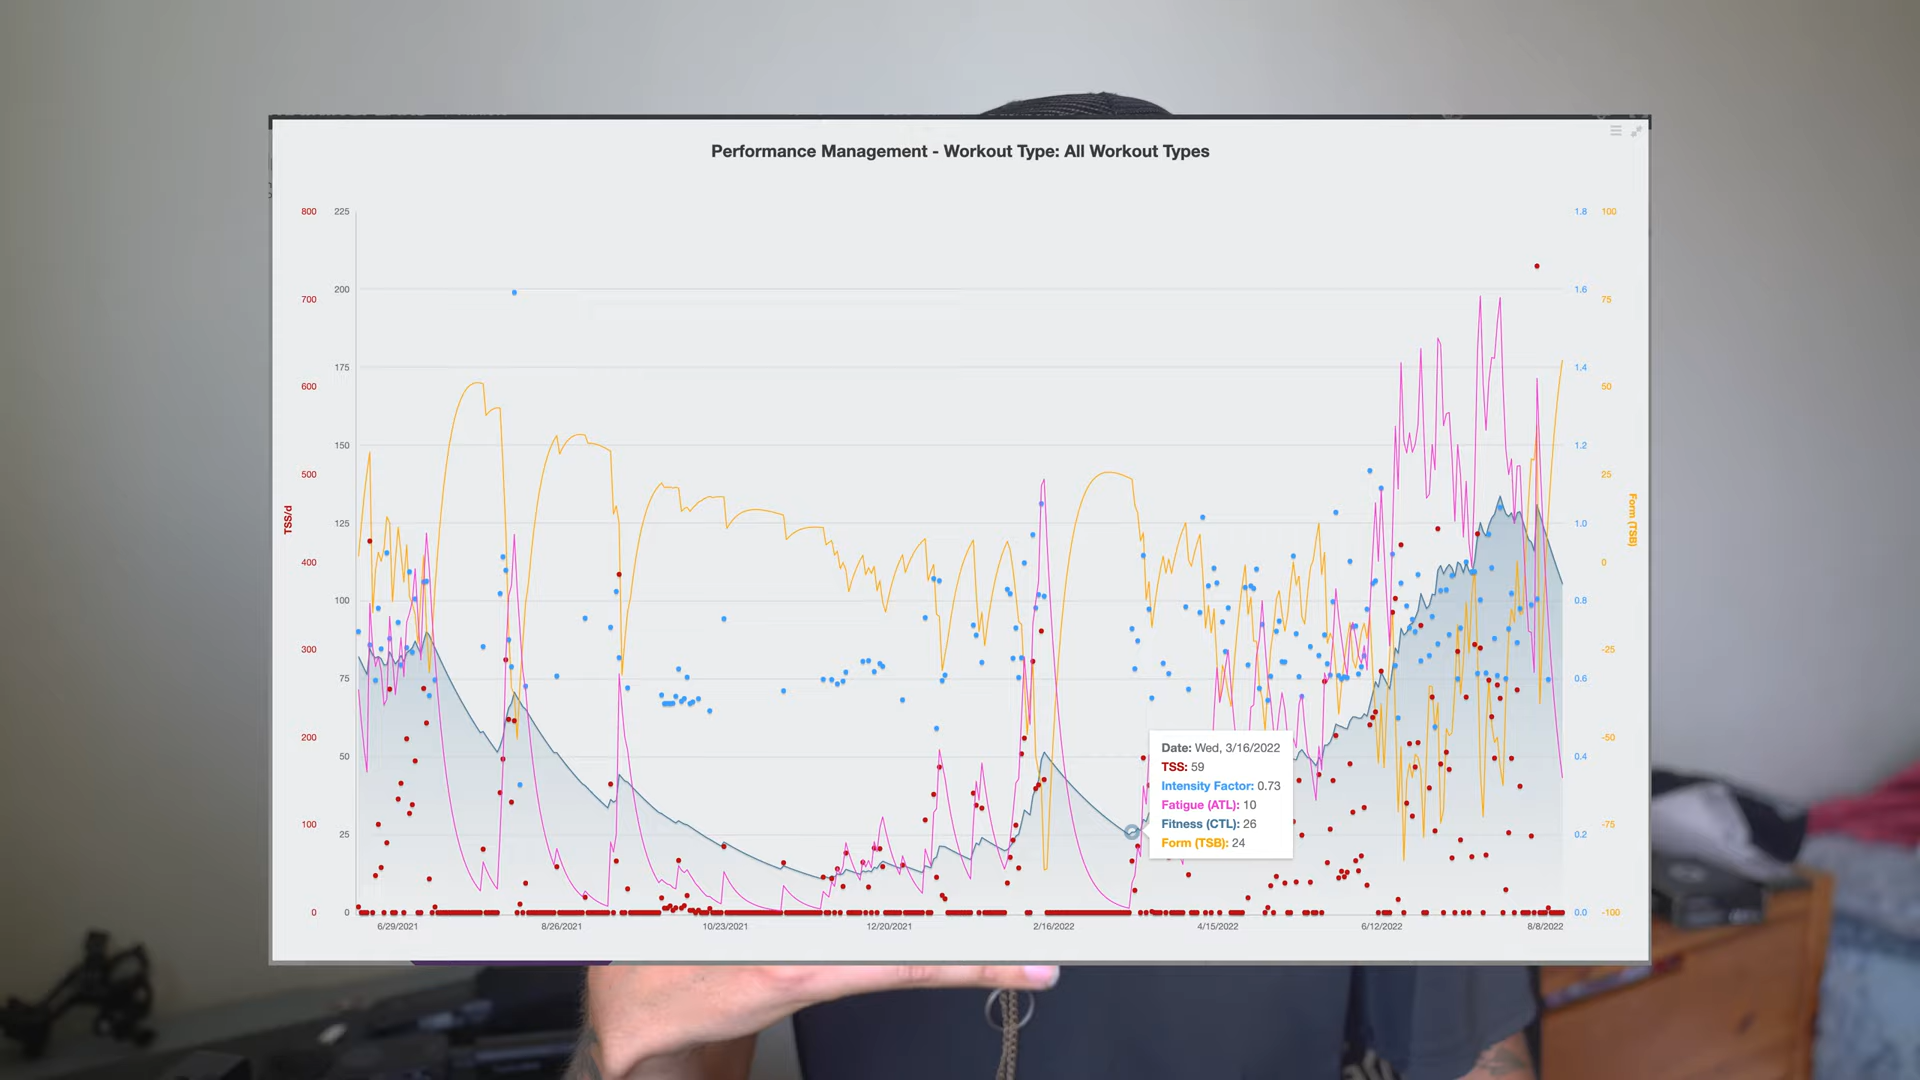 Performance Management - Workout Type: All Workout Types
800 225 1.8 100
200 1.6
700 75
175 1.4
600 50
150 1.2
500 25
125 1.0
400 0
100 0.8
300 -25
75 0.6
200 -50
50 0.4
100 -75
25 0.2
0 0 0.0 -100
TSS/d
Form (TSB)
Date: Wed, 3/16/2022
TSS: 59
Intensity Factor: 0.73
Fatigue (ATL): 10
Fitness (CTL): 26
Form (TSB): 24
6/29/2021 8/26/2021 10/23/2021 12/20/2021 2/16/2022 4/15/2022 6/12/2022 8/8/2022